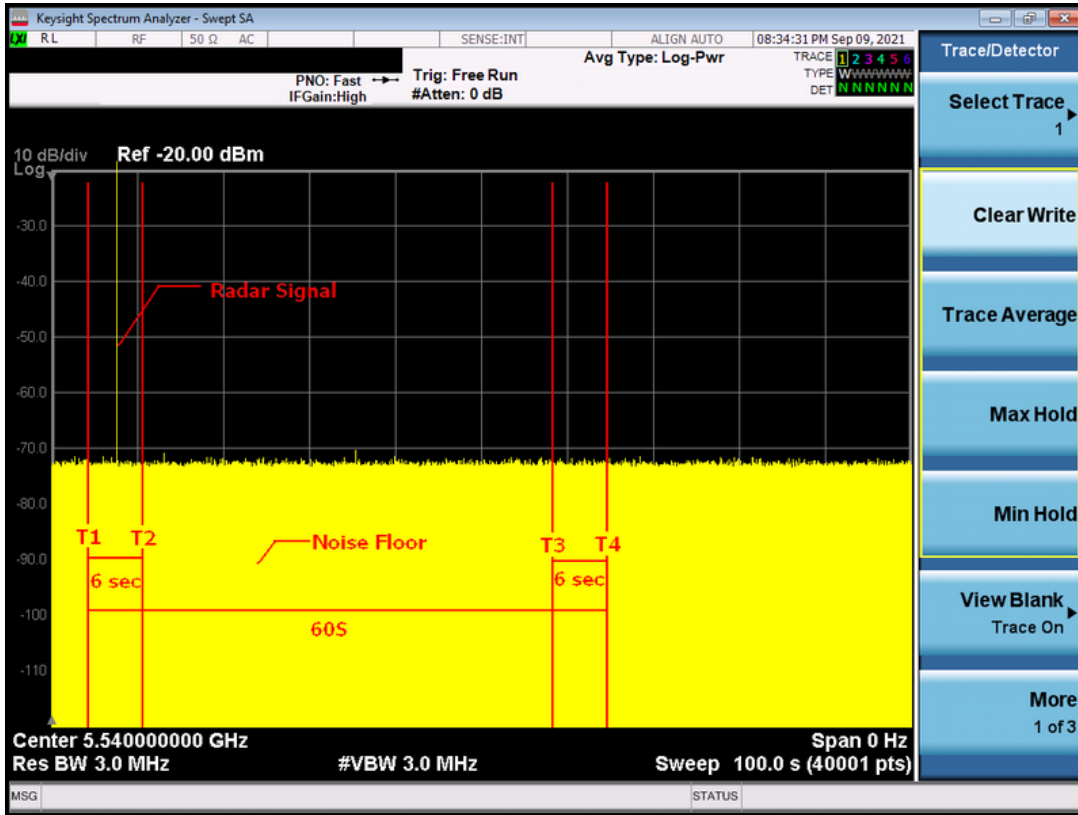 Keysight Spectrum Analyzer - Swept SA
LXI RL RF 50 Ω AC SENSE:INT ALIGN AUTO 08:34:31 PM Sep 09, 2021
Avg Type: Log-Pwr TRACE 1 2 3 4 5 6
PNO: Fast Trig: Free Run TYPE WWWWWW
IFGain:High #Atten: 0 dB DET N N N N N N
10 dB/div Ref -20.00 dBm
Log
-30.0
-40.0
Radar Signal
-50.0
-60.0
-70.0
-80.0
T1 T2 Noise Floor T3 T4
-90.0
6 sec 6 sec
-100
60S
-110
Center 5.540000000 GHz Span 0 Hz
Res BW 3.0 MHz #VBW 3.0 MHz Sweep 100.0 s (40001 pts)
MSG STATUS
Trace/Detector
Select Trace
1
Clear Write
Trace Average
Max Hold
Min Hold
View Blank
Trace On
More
1 of 3